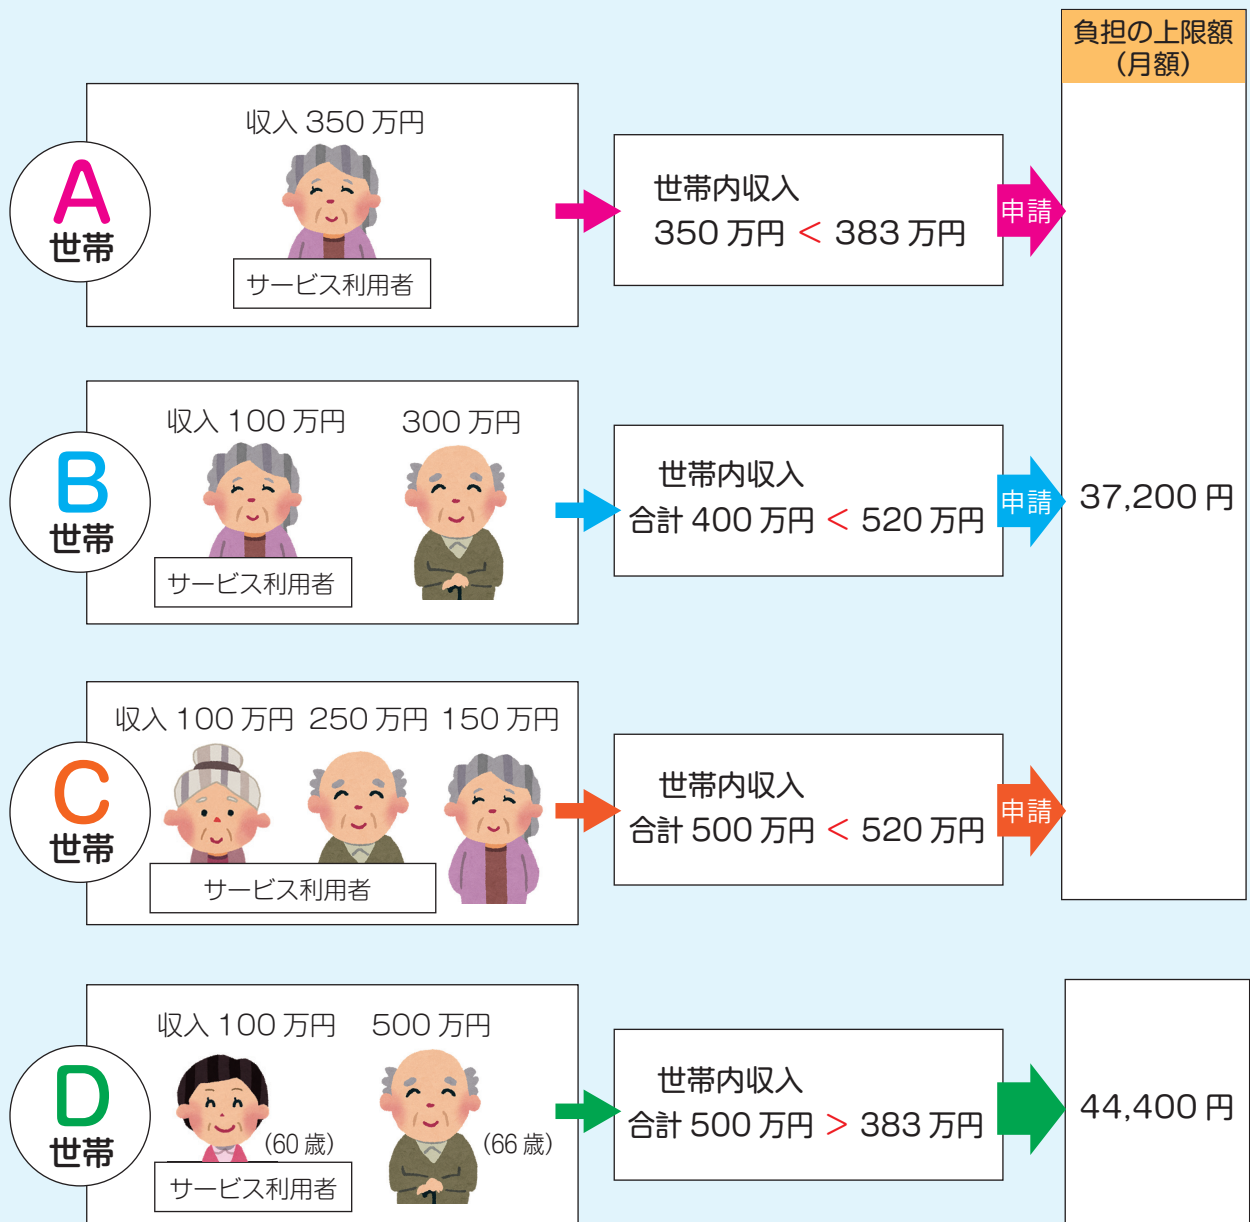 負担の上限額
(月額)
A
世帯
収入 350 万円
サービス利用者
世帯内収入
350 万円 < 383 万円
申請
B
世帯
収入 100 万円 300 万円
サービス利用者
世帯内収入
合計 400 万円 < 520 万円
申請
37,200 円
C
世帯
収入 100 万円 250 万円 150 万円
サービス利用者
世帯内収入
合計 500 万円 < 520 万円
申請
D
世帯
収入 100 万円 500 万円
(60 歳) (66 歳)
サービス利用者
世帯内収入
合計 500 万円 > 383 万円
44,400 円